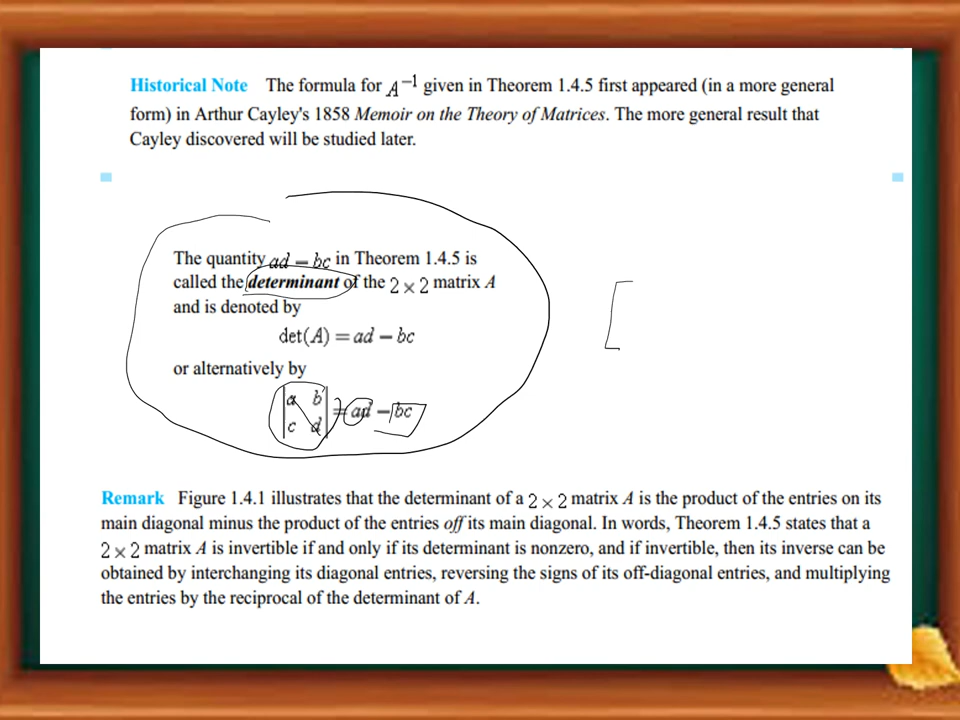 Historical Note The formula for A⁻¹ given in Theorem 1.4.5 first appeared (in a more general
form) in Arthur Cayley's 1858 Memoir on the Theory of Matrices. The more general result that
Cayley discovered will be studied later.
The quantity ad − bc in Theorem 1.4.5 is
called the determinant of the 2 × 2 matrix A
and is denoted by
det(A) = ad − bc
or alternatively by
|a b|
|c d| = ad − bc
[
Remark Figure 1.4.1 illustrates that the determinant of a 2 × 2 matrix A is the product of the entries on its
main diagonal minus the product of the entries off its main diagonal. In words, Theorem 1.4.5 states that a
2 × 2 matrix A is invertible if and only if its determinant is nonzero, and if invertible, then its inverse can be
obtained by interchanging its diagonal entries, reversing the signs of its off-diagonal entries, and multiplying
the entries by the reciprocal of the determinant of A.